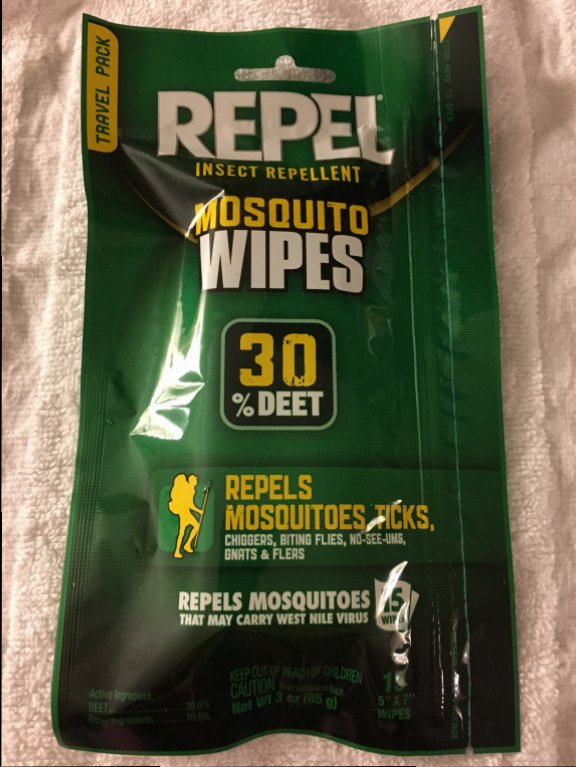 TRAVEL PACK
REPEL
INSECT REPELLENT
MOSQUITO
WIPES
30
% DEET
REPELS
MOSQUITOES, TICKS,
CHIGGERS, BITING FLIES, NO-SEE-UMS,
GNATS & FLEAS
REPELS MOSQUITOES
THAT MAY CARRY WEST NILE VIRUS
15
WIPES
KEEP OUT OF REACH OF CHILDREN
CAUTION
Net Wt 3 oz (85 g)
5" X 7"
WIPES
Active Ingredient:
DEET 30.0%
Other Ingredients 70.0%